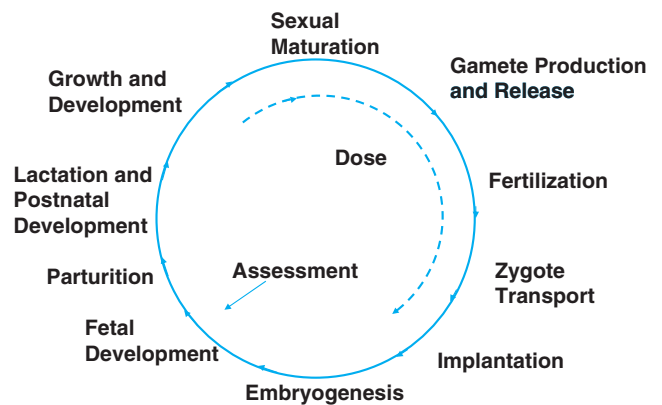 Sexual
Maturation
Gamete Production
and Release
Growth and
Development
Dose
Fertilization
Lactation and
Postnatal
Development
Zygote
Transport
Assessment
Parturition
Fetal
Development
Implantation
Embryogenesis